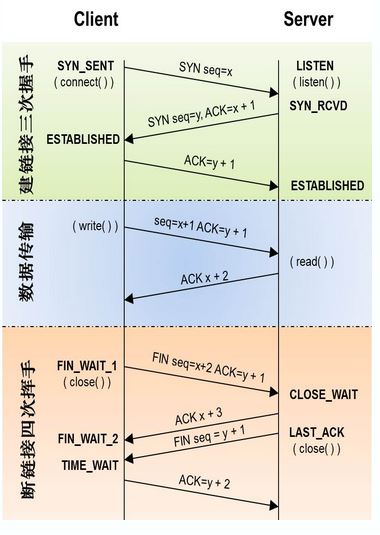 Client Server
建链接三次握手
SYN_SENT
( connect( ) )
SYN seq=x
LISTEN
( listen( ) )
SYN_RCVD
SYN seq=y, ACK=x + 1
ESTABLISHED
ACK=y + 1
ESTABLISHED
数据传输
( write( ) )
seq=x+1 ACK=y + 1
( read( ) )
ACK x + 2
断链接四次挥手
FIN_WAIT_1
( close( ) )
FIN seq=x+2 ACK=y + 1
CLOSE_WAIT
ACK x + 3
FIN_WAIT_2
FIN seq = y + 1
LAST_ACK
( close( ) )
TIME_WAIT
ACK=y + 2